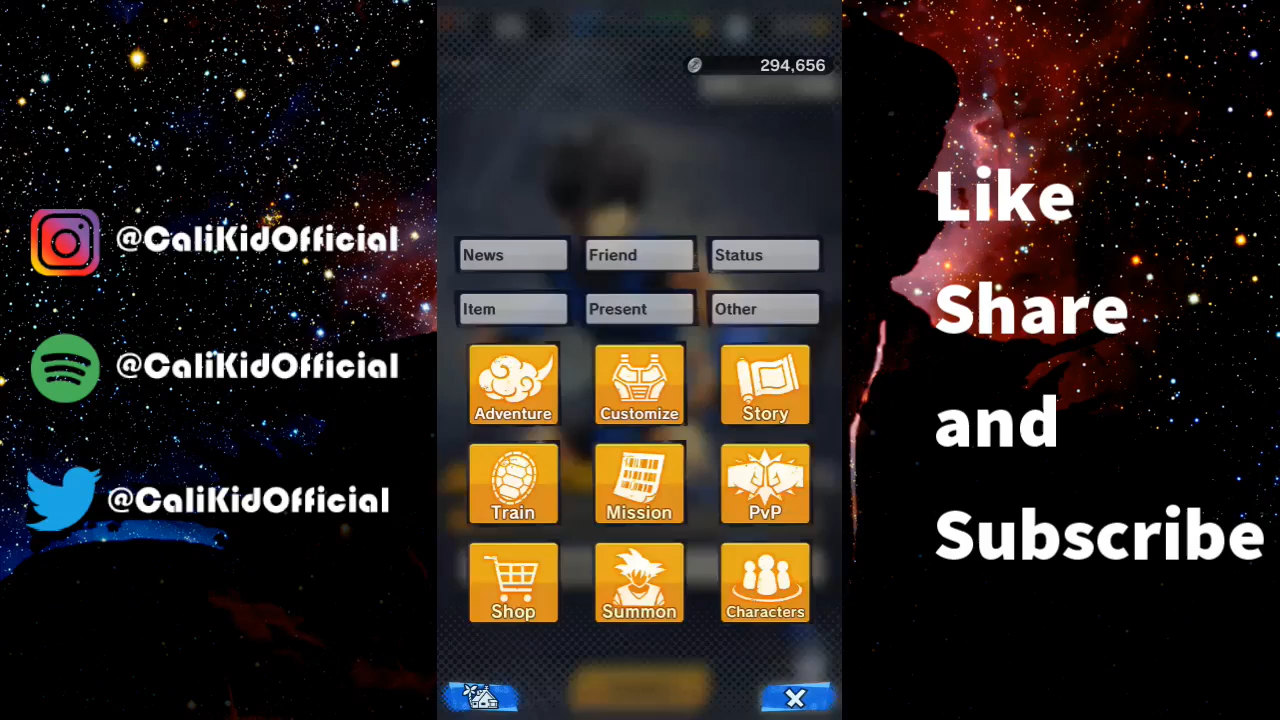 294,656
News Friend Status
Item Present Other
Adventure Customize Story
Train Mission PvP
Shop Summon Characters
@CaliKidOfficial
@CaliKidOfficial
@CaliKidOfficial
Like
Share
and
Subscribe